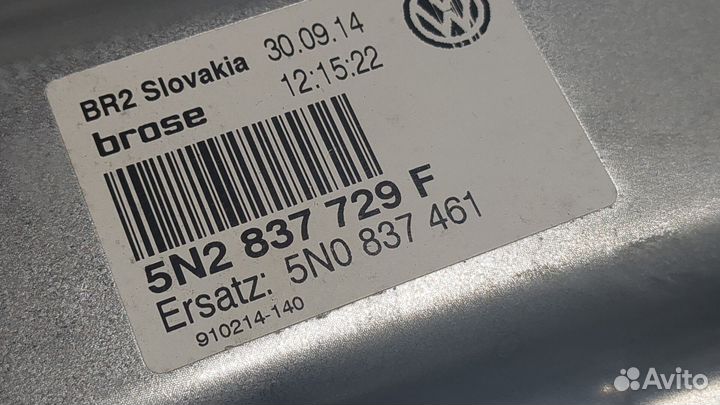 BR2 Slovakia 30.09.14
brose 12:15:22
5N2 837 729 F
Ersatz: 5N0 837 461
910214-140
Avito